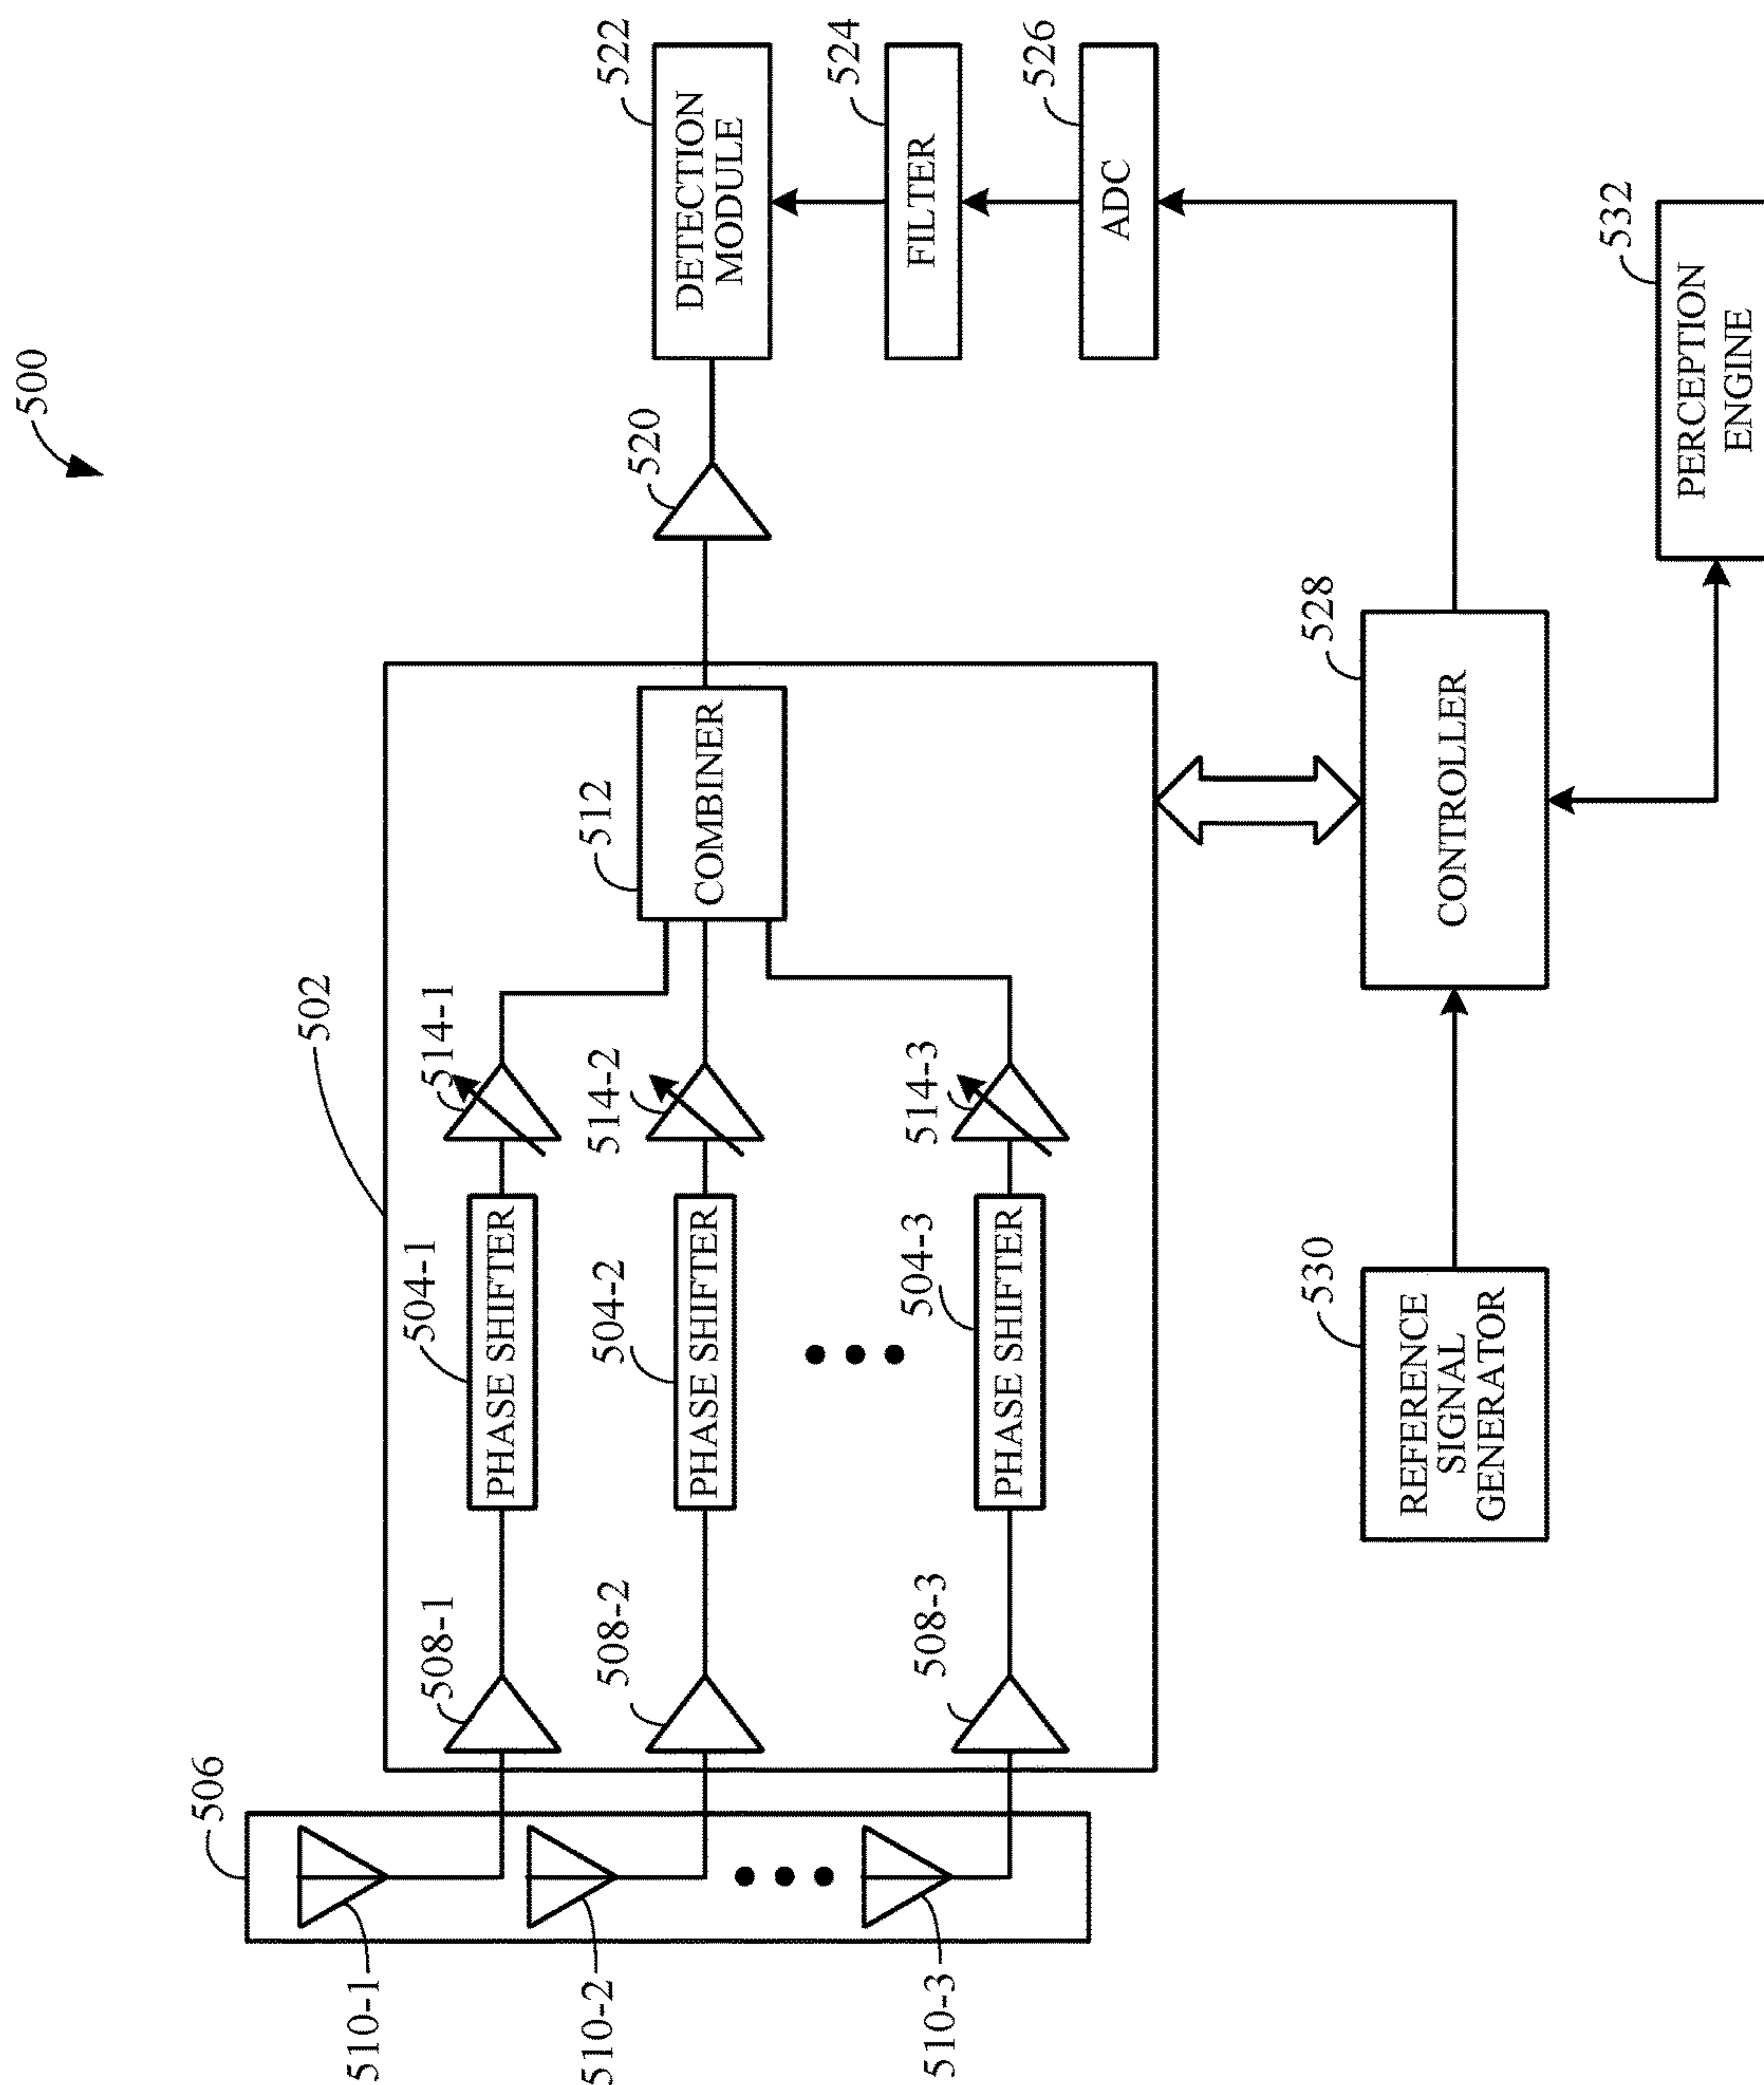 500
502
506
510-1
510-2
510-3
508-1
508-2
508-3
504-1
PHASE SHIFTER
504-2
PHASE SHIFTER
504-3
PHASE SHIFTER
514-1
514-2
514-3
512
COMBINER
520
522
DETECTION
MODULE
524
FILTER
526
ADC
528
CONTROLLER
530
REFERENCE
SIGNAL
GENERATOR
532
PERCEPTION
ENGINE